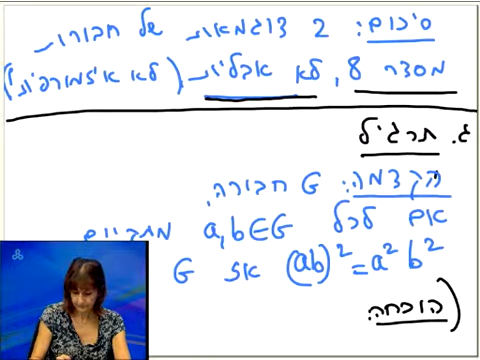 סיכום: 2 דוגמאות של חבורות
מסדר 8, לא אבליות (לא איזומורפיות!)
ג. תרגיל
הקדמה: G חבורה.
אם לכל a,b∈G מתקיים
(ab)²=a²b² אז G
(הוכחה: